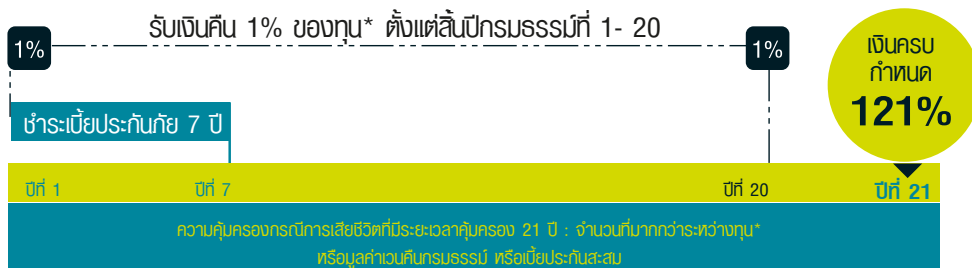 รับเงินคืน 1% ของทุน* ตั้งแต่สิ้นปีกรมธรรม์ที่ 1- 20
1%
1%
เงินครบ
กำหนด
121%
ชำระเบี้ยประกันภัย 7 ปี
ปีที่ 1
ปีที่ 7
ปีที่ 20
ปีที่ 21
ความคุ้มครองกรณีการเสียชีวิตที่มีระยะเวลาคุ้มครอง 21 ปี : จำนวนที่มากกว่าระหว่างทุน*
หรือมูลค่าเวนคืนกรมธรรม์ หรือเบี้ยประกันสะสม